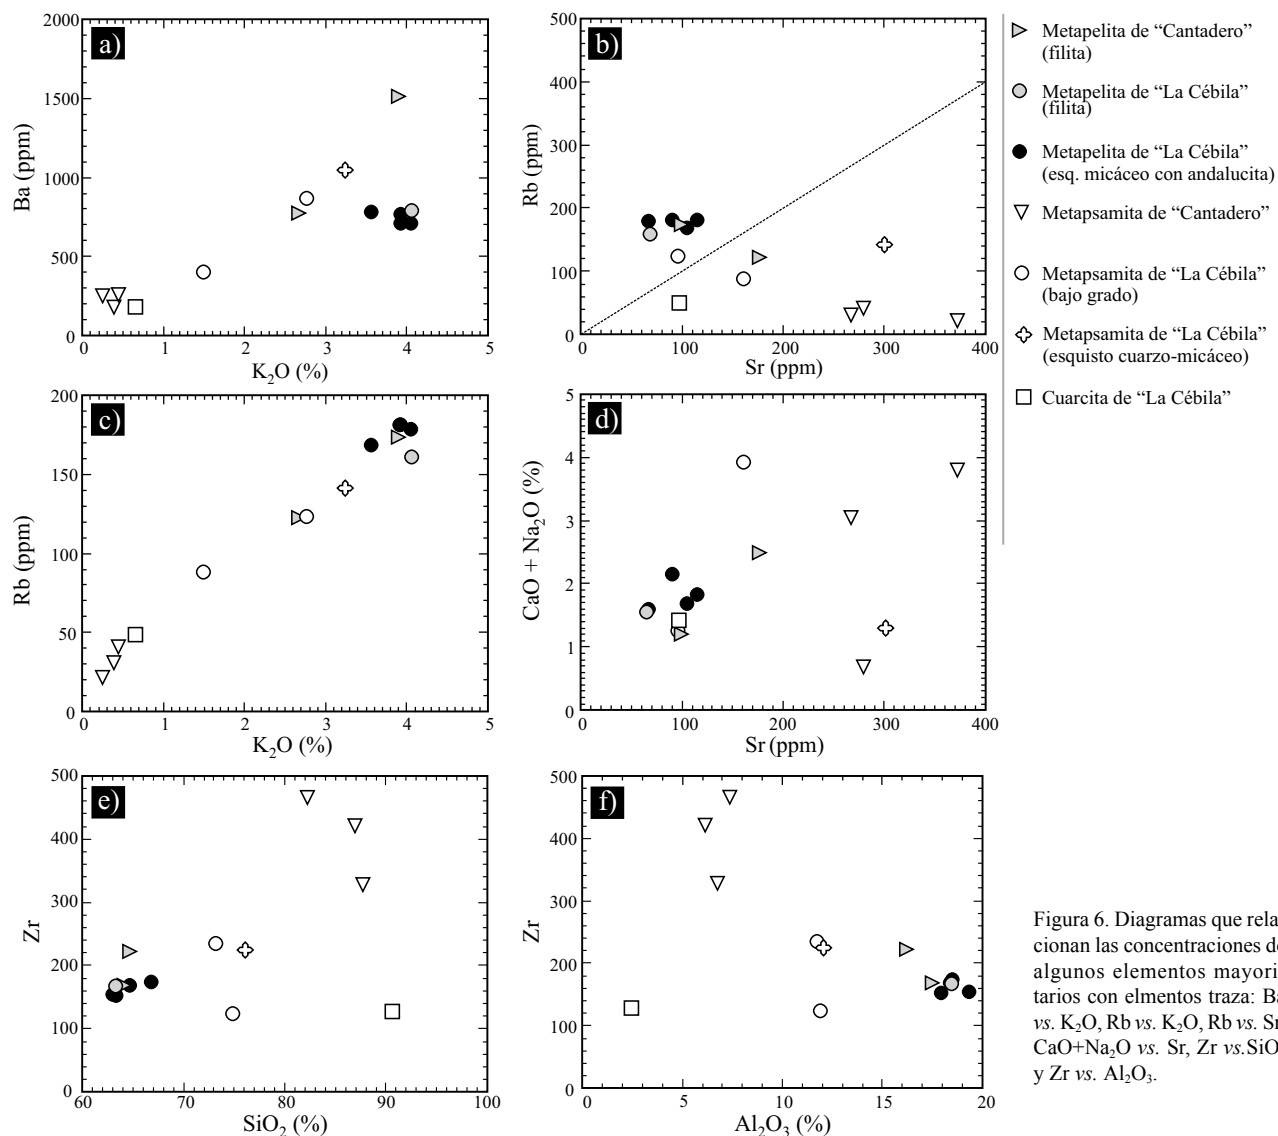 a)
2000
1500
1000
500
0
Ba (ppm)
0 1 2 3 4 5
K₂O (%)
b)
500
400
300
200
100
0
Rb (ppm)
0 100 200 300 400
Sr (ppm)
c)
200
150
100
50
0
Rb (ppm)
0 1 2 3 4 5
K₂O (%)
d)
5
4
3
2
1
0
CaO + Na₂O (%)
0 100 200 300 400
Sr (ppm)
e)
500
400
300
200
100
0
Zr
60 70 80 90 100
SiO₂ (%)
f)
500
400
300
200
100
0
Zr
0 5 10 15 20
Al₂O₃ (%)
Metapelita de “Cantadero”
(filita)
Metapelita de “La Cébila”
(filita)
Metapelita de “La Cébila”
(esq. micáceo con andalucita)
Metapsamita de “Cantadero”
Metapsamita de “La Cébila”
(bajo grado)
Metapsamita de “La Cébila”
(esquisto cuarzo-micáceo)
Cuarcita de “La Cébila”
Figura 6. Diagramas que rela
cionan las concentraciones de
algunos elementos mayori
tarios con elmentos traza: Ba
vs. K₂O, Rb vs. K₂O, Rb vs. Sr
CaO+Na₂O vs. Sr, Zr vs.SiO
y Zr vs. Al₂O₃.